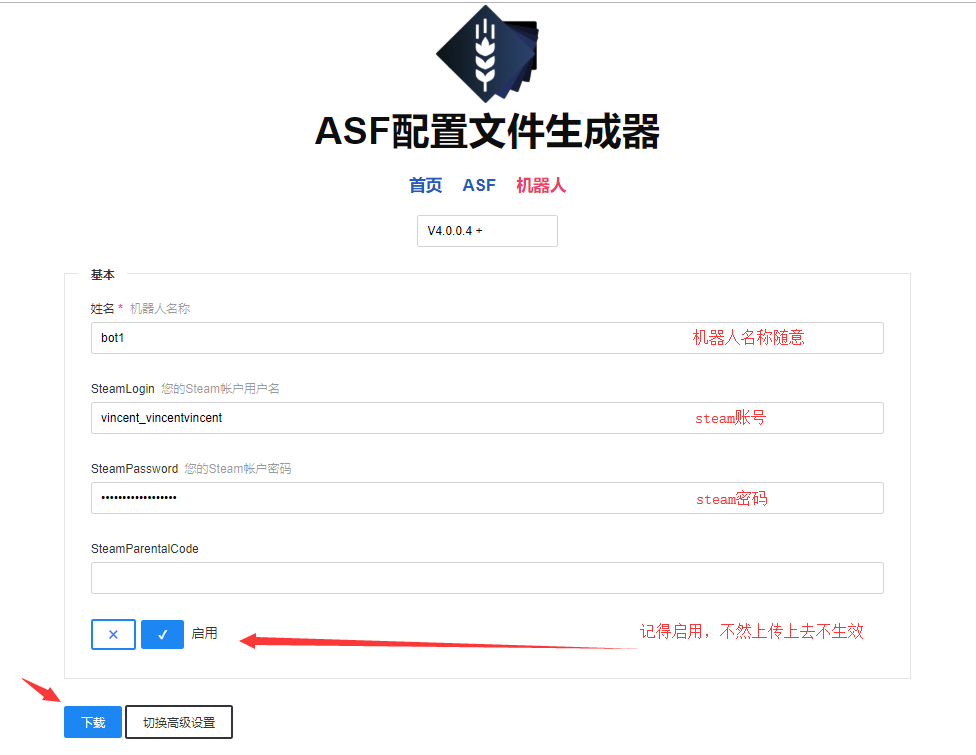 ASF配置文件生成器
首页 ASF 机器人
V4.0.0.4 +
基本
姓名 * 机器人名称
bot1 机器人名称随意
SteamLogin 您的Steam帐户用户名
vincent_vincentvincent steam账号
SteamPassword 您的Steam帐户密码
•••••••••••••••••• steam密码
SteamParentalCode
启用 记得启用，不然上传上去不生效
下载 切换高级设置